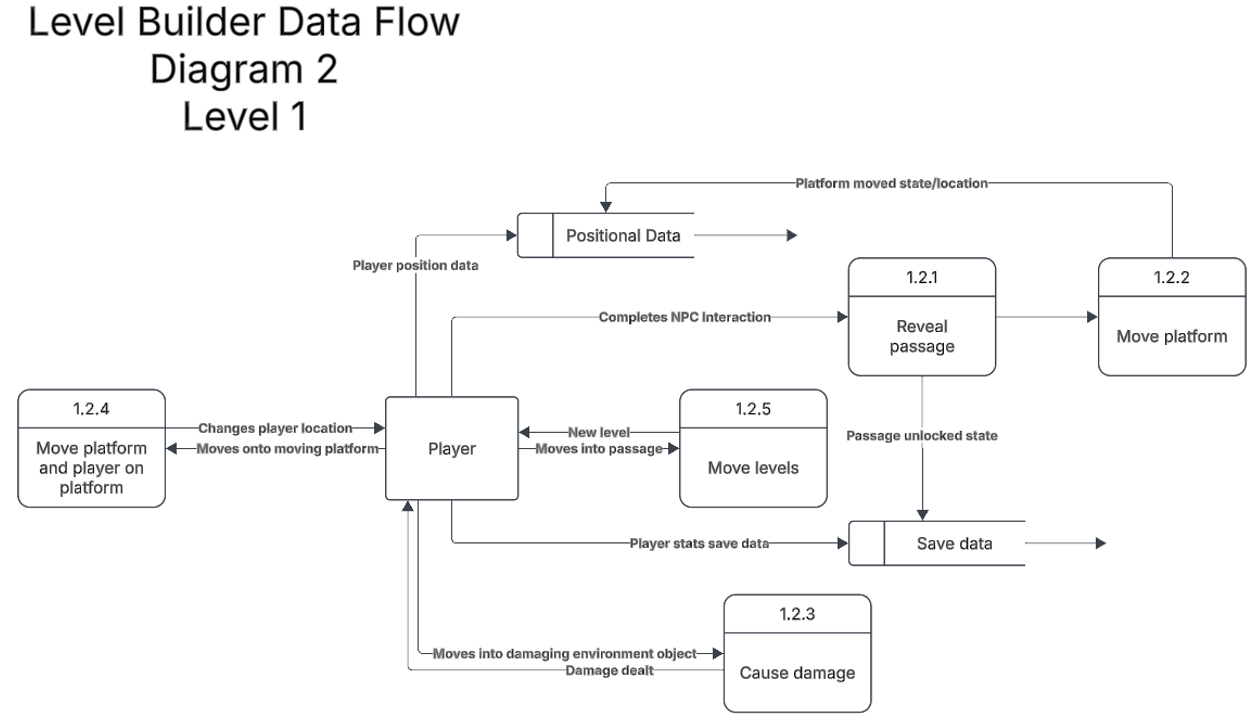 Level Builder Data Flow
Diagram 2
Level 1
Platform moved state/location
Positional Data
Player position data
1.2.1
1.2.2
Completes NPC Interaction
Reveal
passage
Move platform
1.2.4
1.2.5
Changes player location
New level
Passage unlocked state
Move platform
and player on
platform
Moves onto moving platform
Player
Moves into passage
Move levels
Player stats save data
Save data
1.2.3
Moves into damaging environment object
Damage dealt
Cause damage